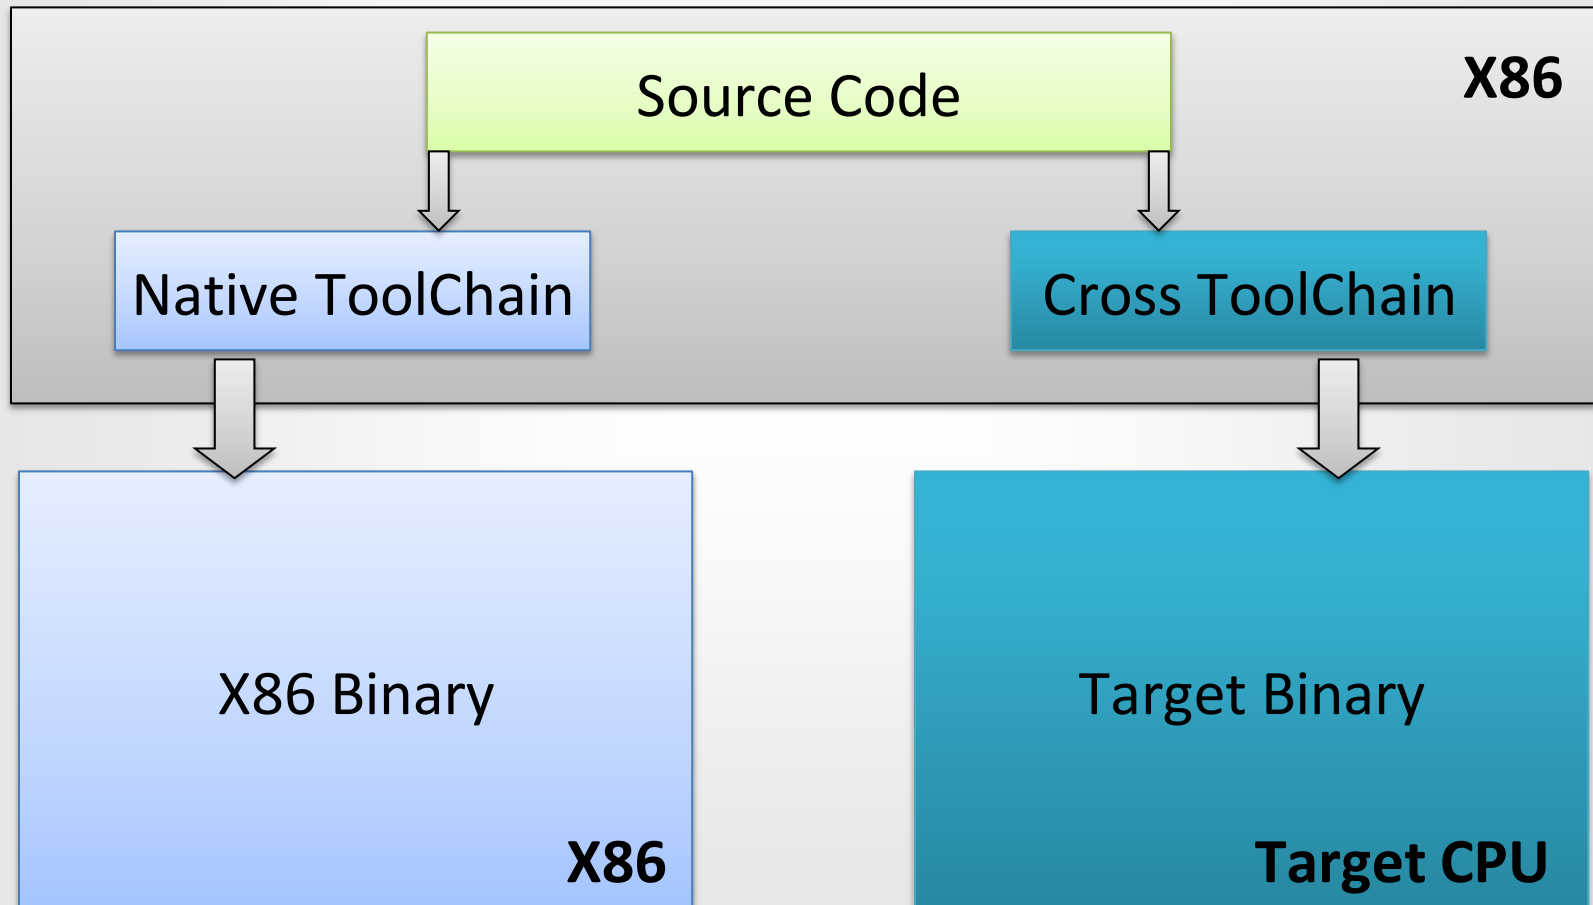 Source Code
X86
Native ToolChain
Cross ToolChain
X86 Binary
Target Binary
X86
Target CPU